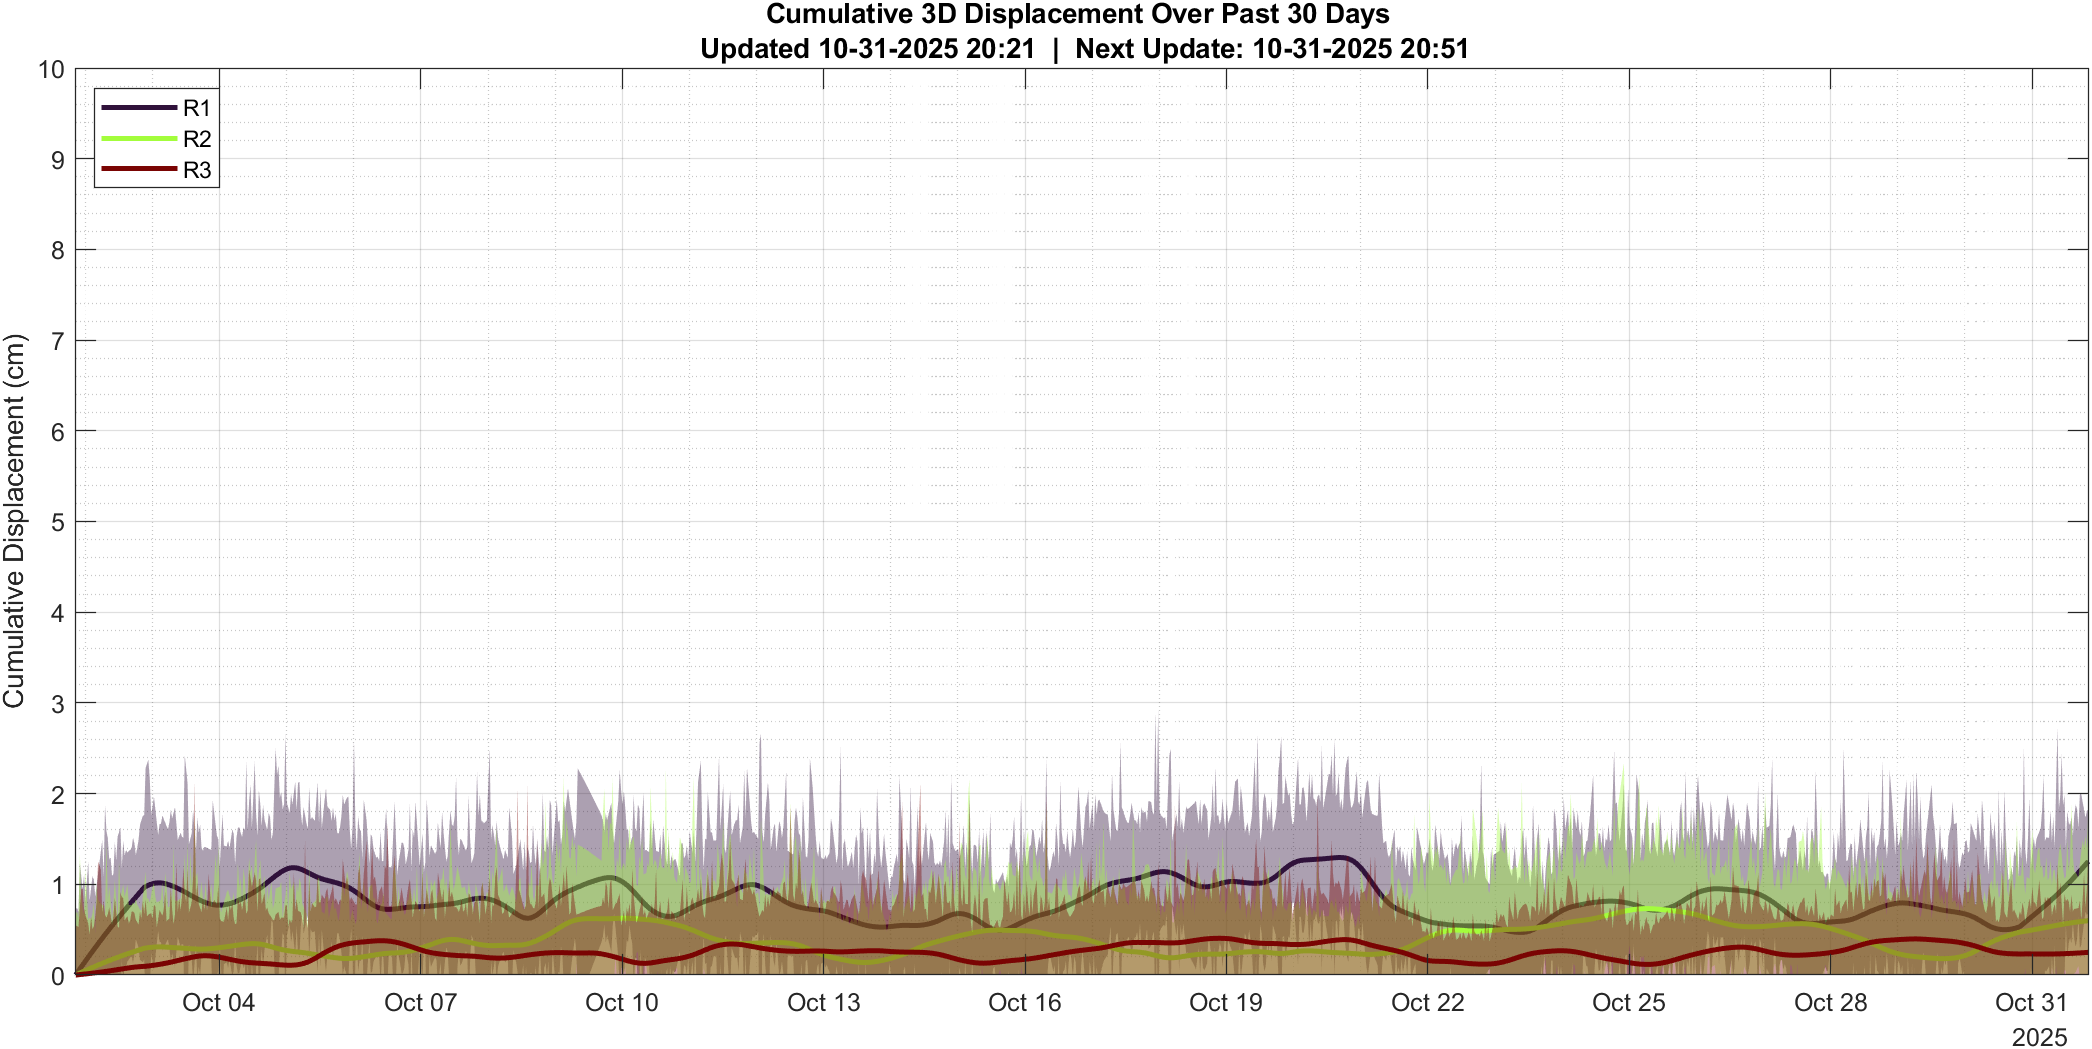 Cumulative 3D Displacement Over Past 30 Days
Updated 10-31-2025 20:21 | Next Update: 10-31-2025 20:51
R1
R2
R3
Cumulative Displacement (cm)
10
9
8
7
6
5
4
3
2
1
0
Oct 04 Oct 07 Oct 10 Oct 13 Oct 16 Oct 19 Oct 22 Oct 25 Oct 28 Oct 31
2025